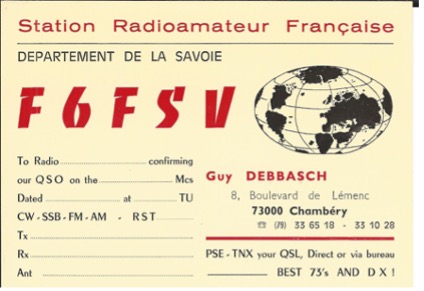 Station Radioamateur Française
DEPARTEMENT DE LA SAVOIE
F6FSV
To Radio confirming
our QSO on the Mcs
Dated at TU
CW-SSB-FM-AM - RST
Tx
Rx
Ant
Guy DEBBASCH
8, Boulevard de Lémenc
73000 Chambéry
☎ (79) 33 65 18 - 33 10 28
PSE-TNX your QSL, Direct or via bureau
BEST 73's AND DX!